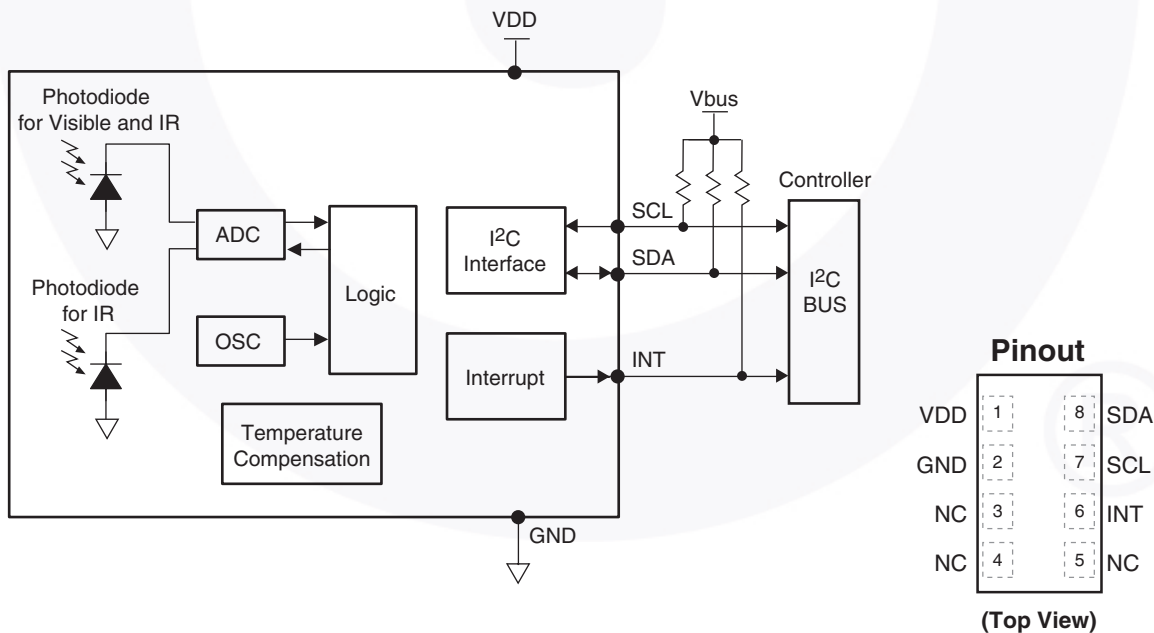 VDD
Photodiode
for Visible and IR
Vbus
Controller
ADC
Logic
I²C
Interface
SCL
SDA
I²C
BUS
Photodiode
for IR
OSC
Interrupt
INT
Temperature
Compensation
GND
Pinout
VDD 1 8 SDA
GND 2 7 SCL
NC 3 6 INT
NC 4 5 NC
(Top View)